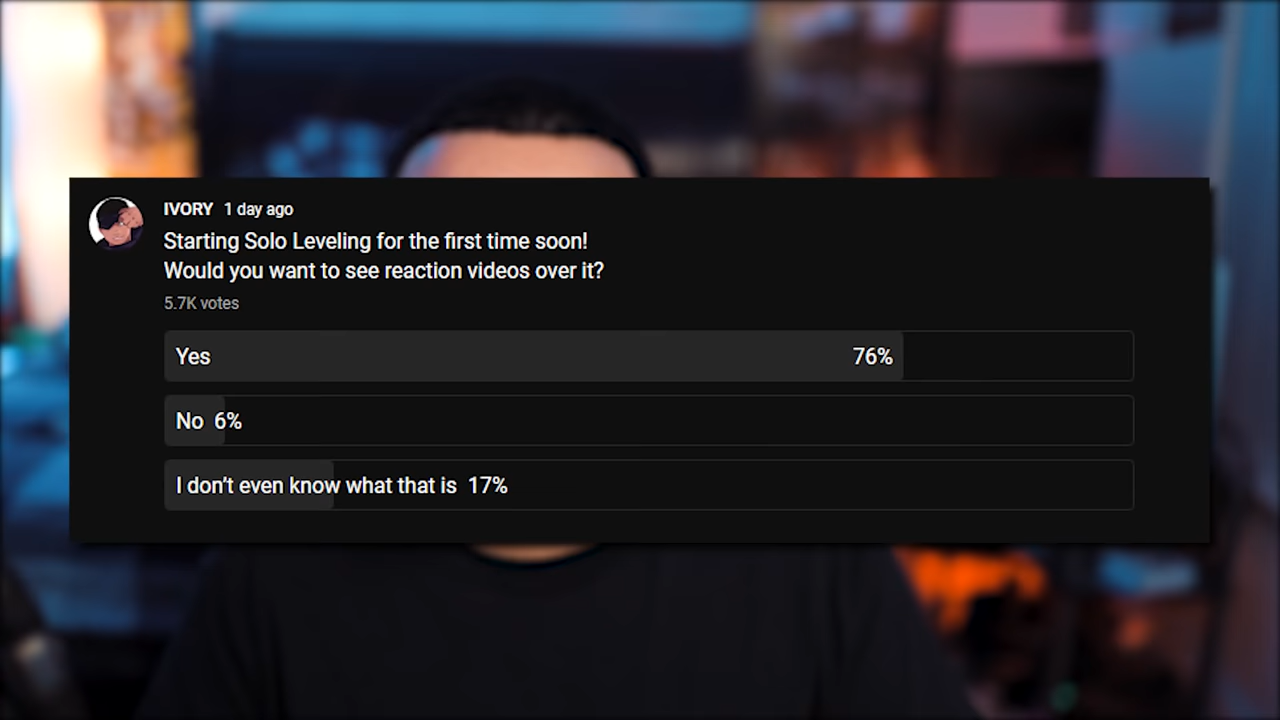 IVORY 1 day ago
Starting Solo Leveling for the first time soon!
Would you want to see reaction videos over it?
5.7K votes
Yes 76%
No 6%
I don't even know what that is 17%